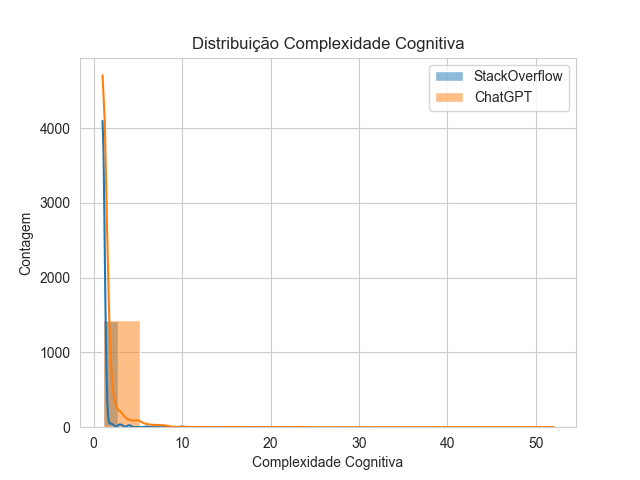 Distribuição Complexidade Cognitiva
StackOverflow
ChatGPT
Contagem
4000
3000
2000
1000
0
0 10 20 30 40 50
Complexidade Cognitiva